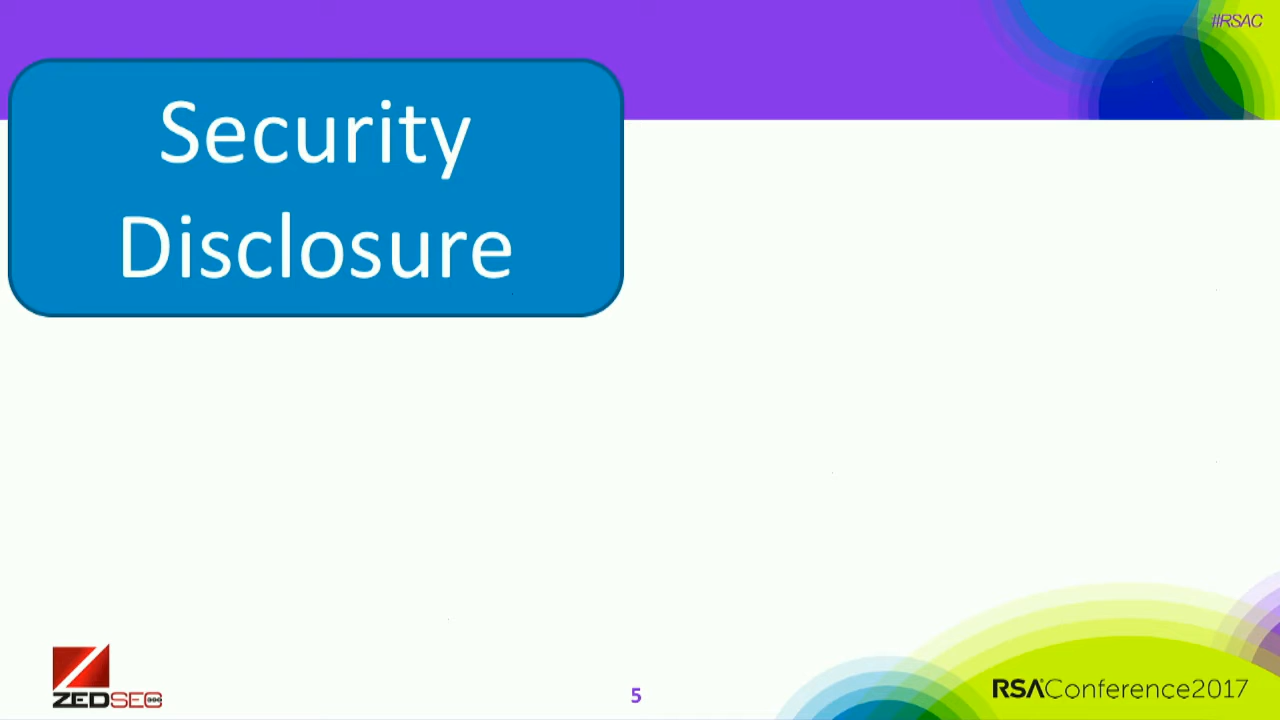 #RSAC
Security
Disclosure
ZEDSEC
5
RSAConference2017